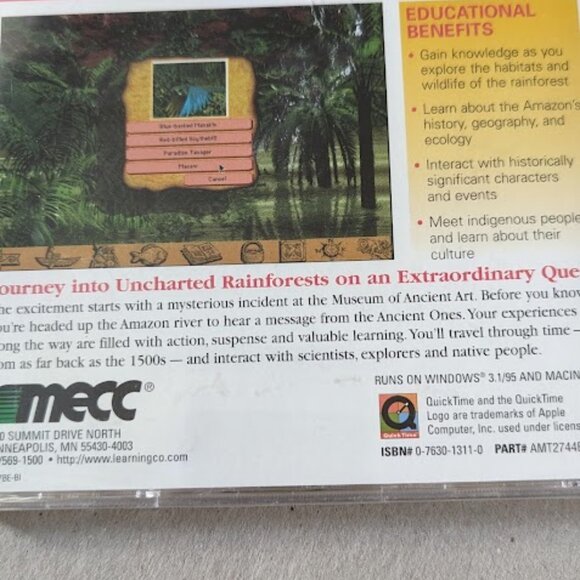 EDUCATIONAL
BENEFITS
• Gain knowledge as you
explore the habitats and
wildlife of the rainforest
• Learn about the Amazon's
history, geography, and
ecology
• Interact with historically
significant characters
and events
• Meet indigenous people
and learn about their
culture
Paradise Tanager
Macaw
Cancel
ourney into Uncharted Rainforests on an Extraordinary Que
he excitement starts with a mysterious incident at the Museum of Ancient Art. Before you know
ou're headed up the Amazon river to hear a message from the Ancient Ones. Your experiences
ong the way are filled with action, suspense and valuable learning. You'll travel through time —
om as far back as the 1500s — and interact with scientists, explorers and native people.
mecc®
0 SUMMIT DRIVE NORTH
NNEAPOLIS, MN 55430-4003
/569-1500 • http://www.learningco.com
7BE-BI
RUNS ON WINDOWS® 3.1/95 AND MACIN
QuickTime
QuickTime and the QuickTime
Logo are trademarks of Apple
Computer, Inc. used under licens
ISBN# 0-7630-1311-0 PART# AMT2744